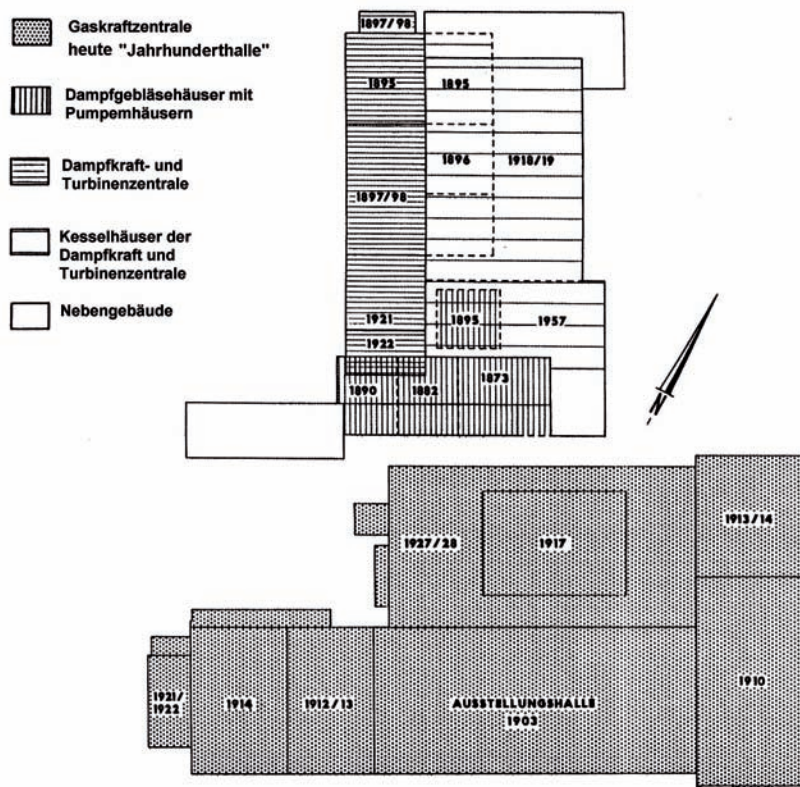 Gaskraftzentrale
heute "Jahrhunderthalle"
Dampfgebläsehäuser mit
Pumpemhäusern
Dampfkraft- und
Turbinenzentrale
Kesselhäuser der
Dampfkraft und
Turbinenzentrale
Nebengebäude
1897/98
1895
1895
1896
1918/19
1897/98
1921
1895
1957
1922
1890
1882
1873
N
1927/28
1917
1913/14
1921/
1922
1914
1912/13
AUSSTELLUNGSHALLE
1903
1910